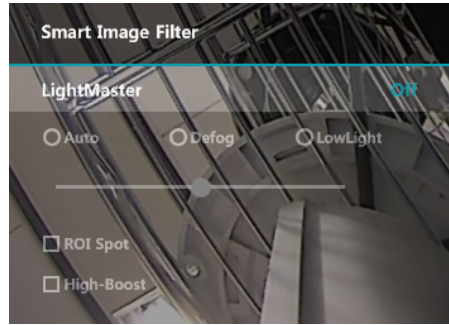 Smart Image Filter
LightMaster Off
Auto Defog LowLight
ROI Spot
High-Boost